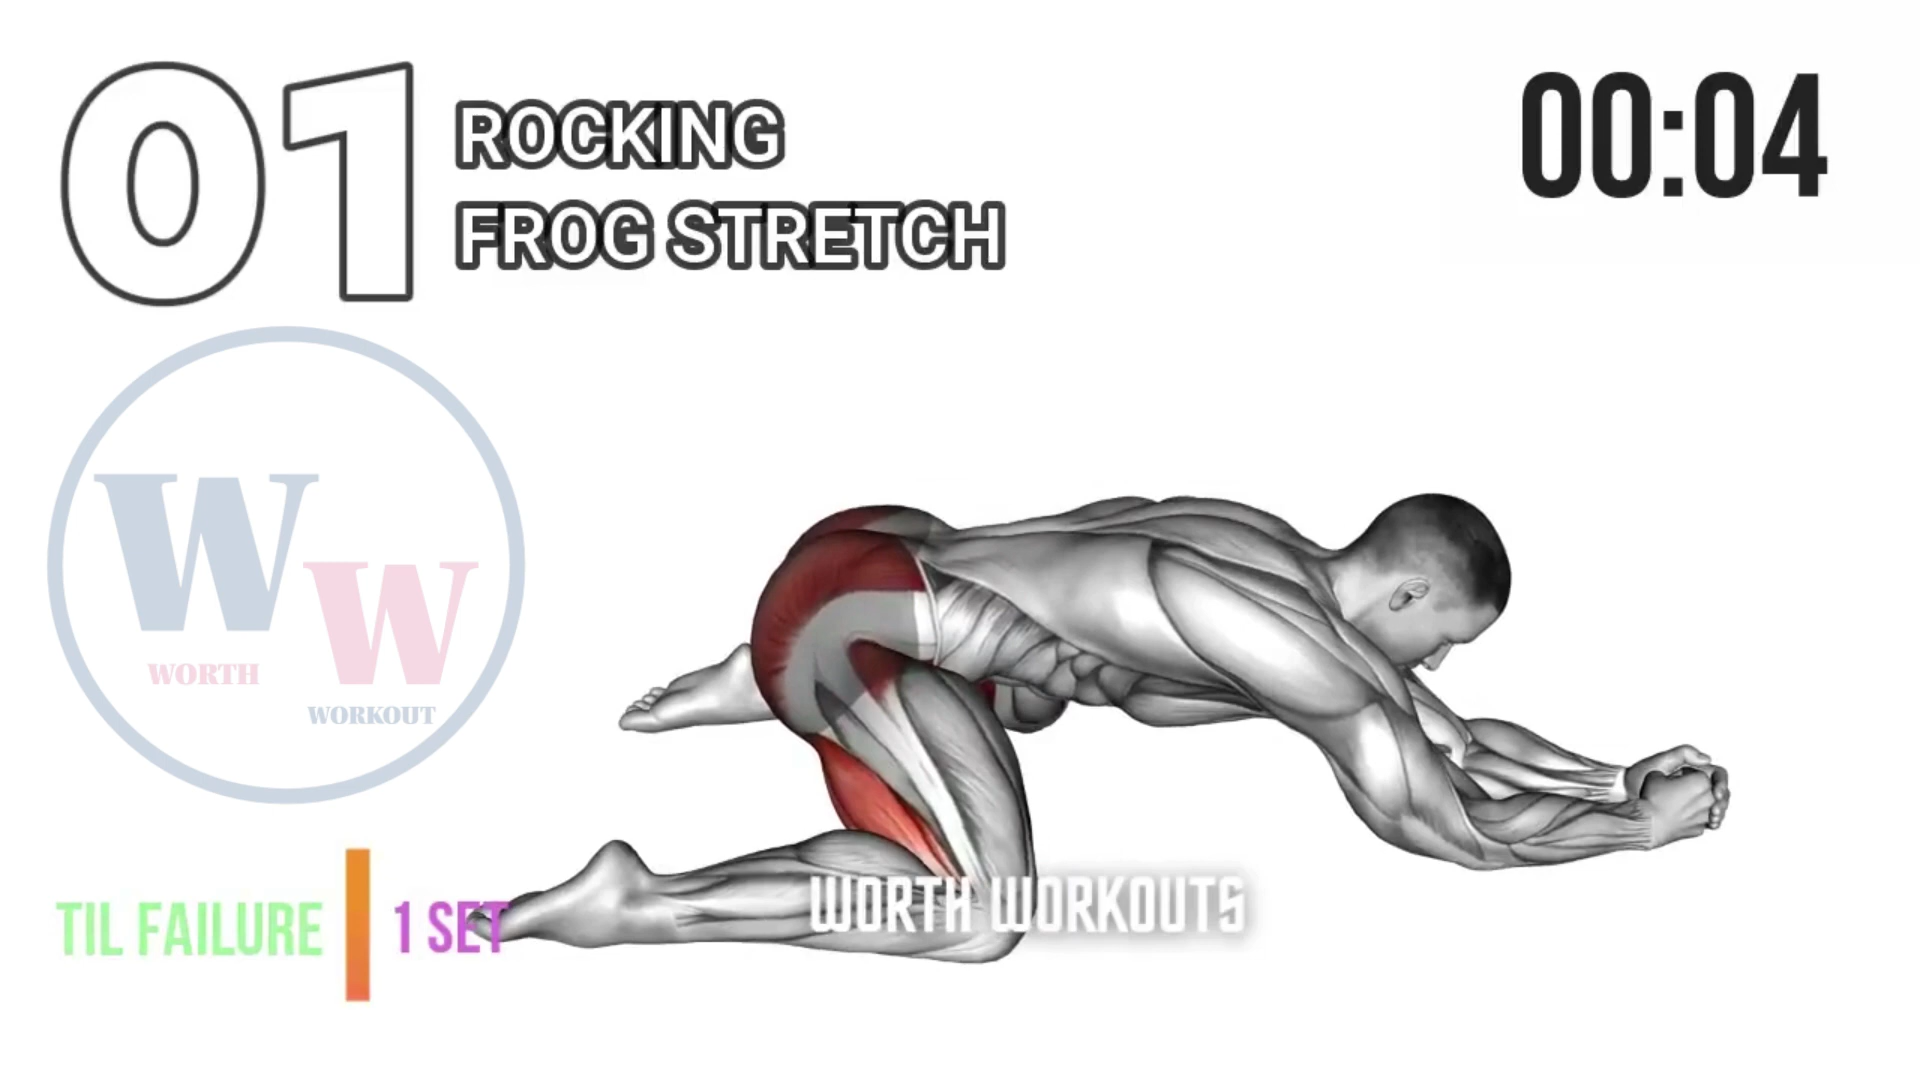 01
ROCKING
FROG STRETCH
00:04
W
W
WORTH
WORKOUT
TIL FAILURE
1 SET
WORTH WORKOUTS